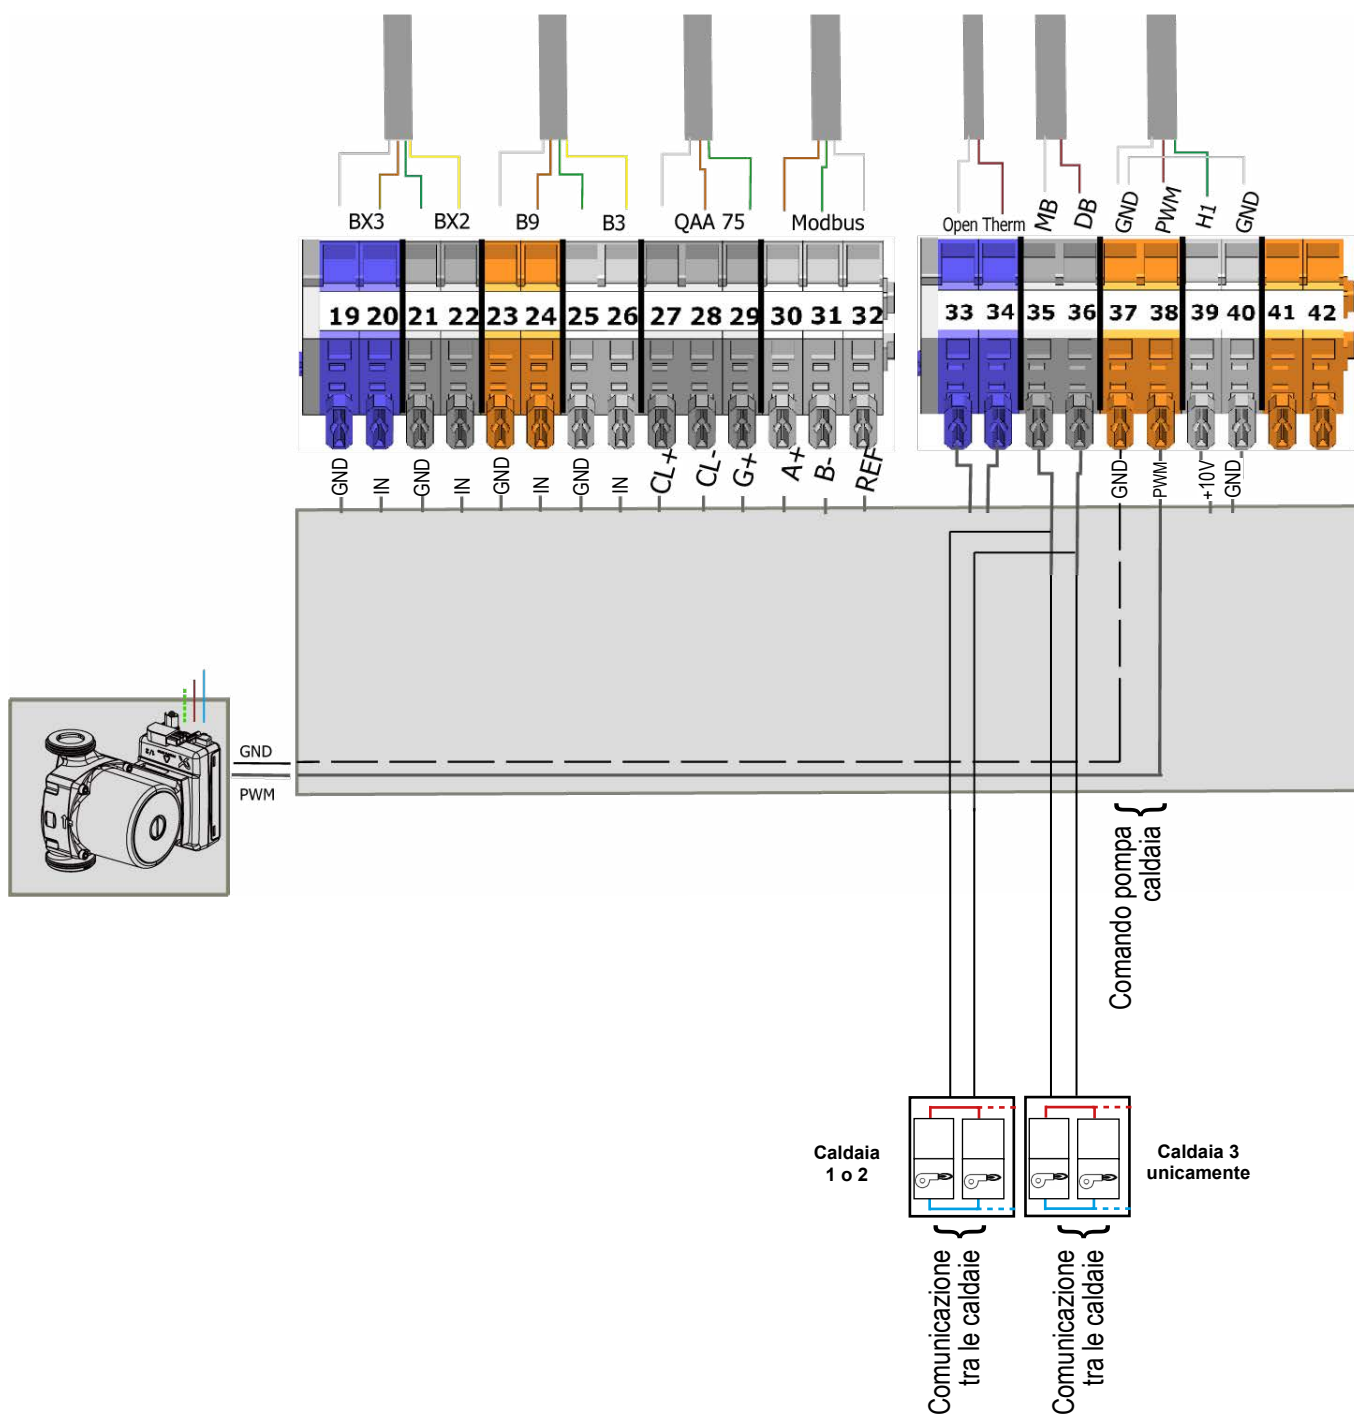 BX3 BX2 B9 B3 QAA 75 Modbus
Open Therm MB DB GND PWM H1 GND
19 20 21 22 23 24 25 26 27 28 29 30 31 32
33 34 35 36 37 38 39 40 41 42
GND IN GND IN GND IN GND IN CL+ CL- G+ A+ B- REF
GND PWM +10V GND
GND
PWM
Comando pompa
caldaia
Caldaia
1 o 2
Caldaia 3
unicamente
Comunicazione
tra le caldaie
Comunicazione
tra le caldaie